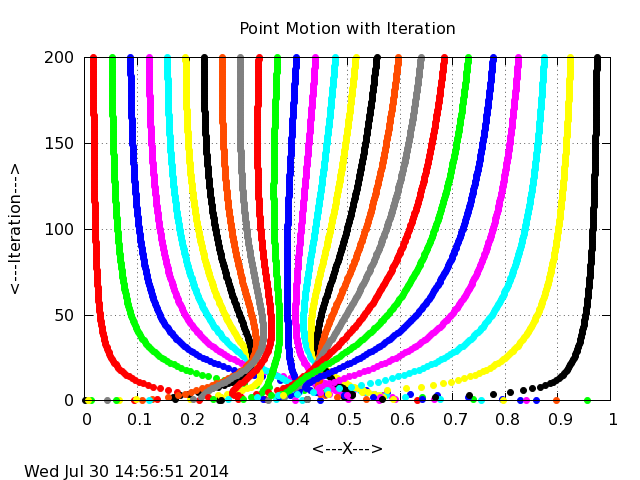 Point Motion with Iteration
200
150
100
50
0
<---Iteration--->
0 0.1 0.2 0.3 0.4 0.5 0.6 0.7 0.8 0.9 1
<---X--->
Wed Jul 30 14:56:51 2014